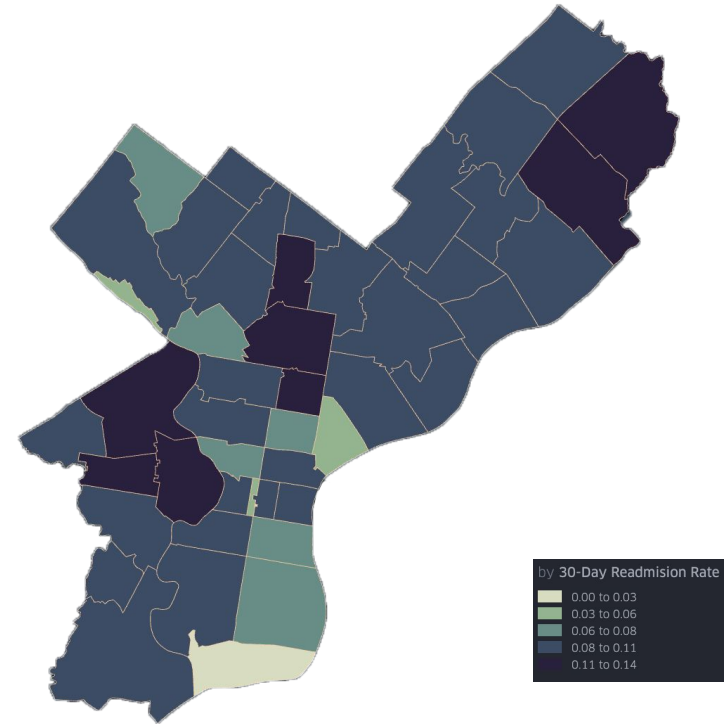 by 30-Day Readmision Rate
0.00 to 0.03
0.03 to 0.06
0.06 to 0.08
0.08 to 0.11
0.11 to 0.14